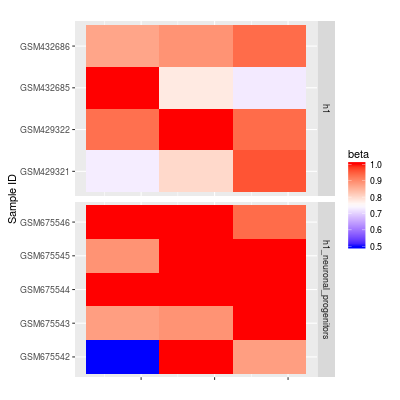 GSM432686
GSM432685
GSM429322
GSM429321
h1
Sample ID
GSM675546
GSM675545
GSM675544
GSM675543
GSM675542
h1_neuronal_progenitors
beta
1.0
0.9
0.8
0.7
0.6
0.5